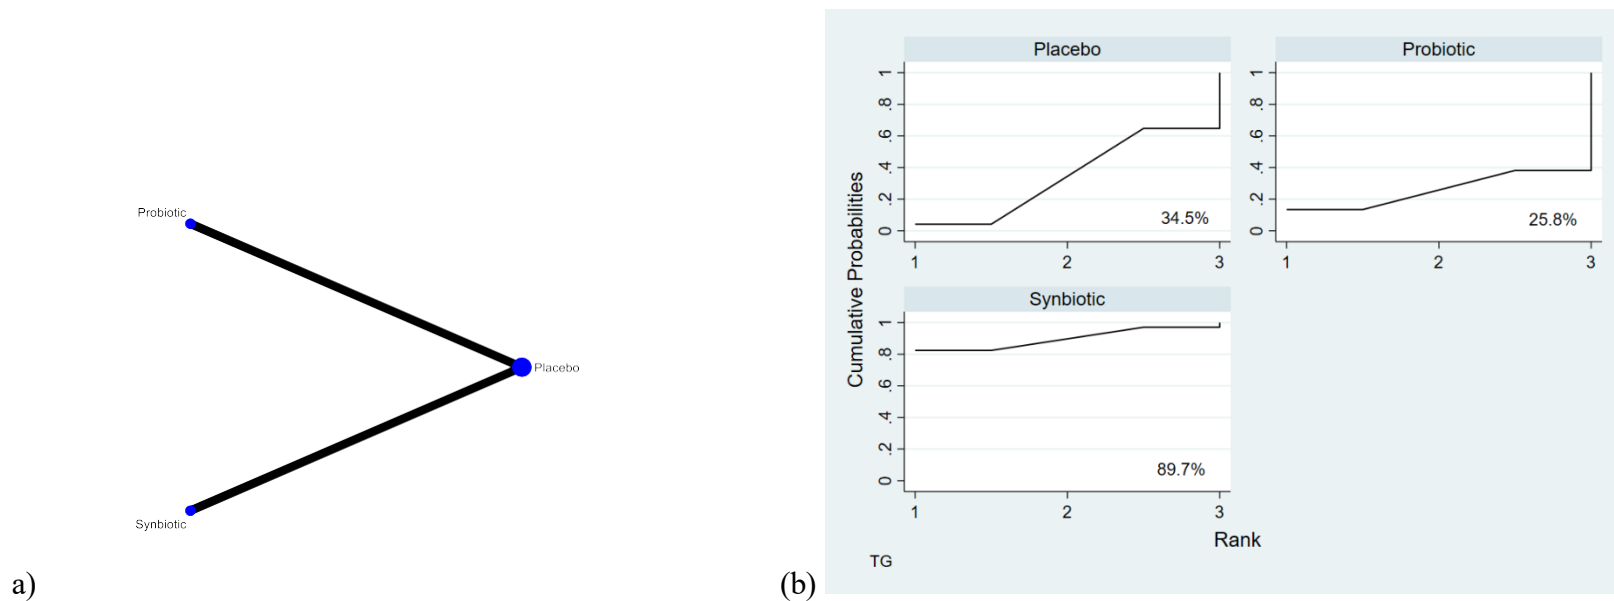 Probiotic
Placebo
Synbiotic
a)
(b)
Cumulative Probabilities
Placebo
0 .2 .4 .6 .8 1
34.5%
1 2 3
Probiotic
0 .2 .4 .6 .8 1
25.8%
1 2 3
Synbiotic
0 .2 .4 .6 .8 1
89.7%
1 2 3
Rank
TG